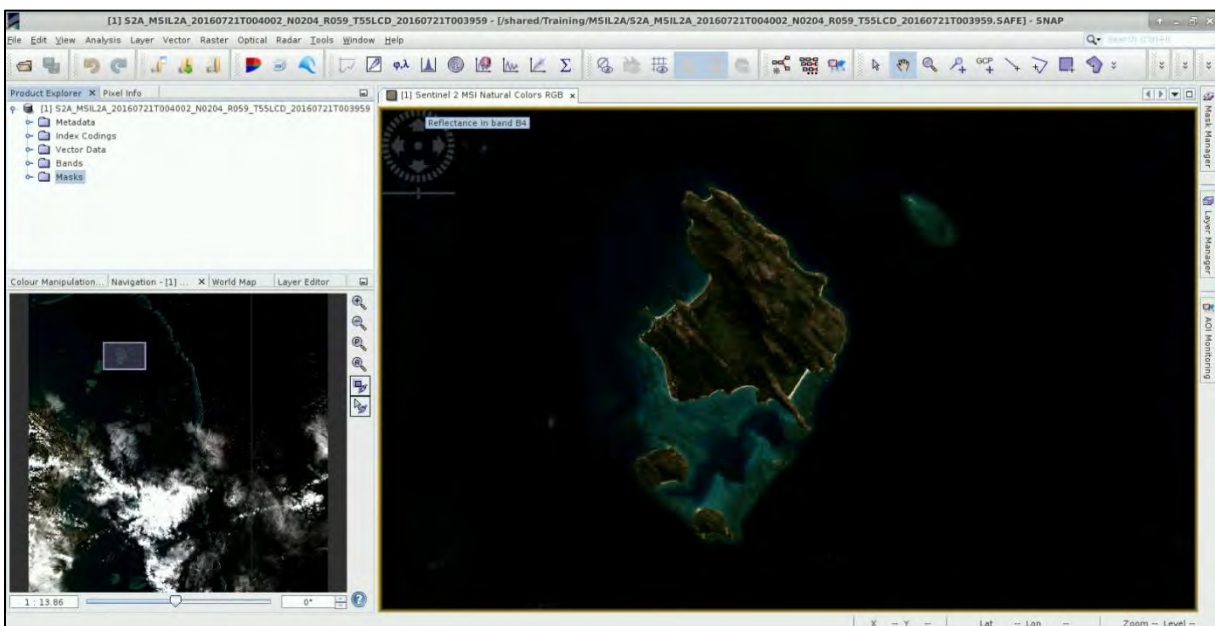 [1] S2A_MSIL2A_20160721T004002_N0204_R059_T55LCD_20160721T003959 - [/shared/Training/MSIL2A/S2A_MSIL2A_20160721T004002_N0204_R059_T55LCD_20160721T003959.SAFE] - SNAP
File Edit View Analysis Layer Vector Raster Optical Radar Tools Window Help
φ,λ Σ GCP
Product Explorer X Pixel Info
[1] S2A_MSIL2A_20160721T004002_N0204_R059_T55LCD_20160721T003959
Metadata
Index Codings
Vector Data
Bands
Masks
[1] Sentinel 2 MSI Natural Colors RGB x
Reflectance in band B4
Mask Manager
Layer Manager
AOI Monitoring
Colour Manipulation... Navigation - [1] ... X World Map Layer Editor
1 : 13.86 0°
X -- Y -- Lat -- Lon -- Zoom -- Level --